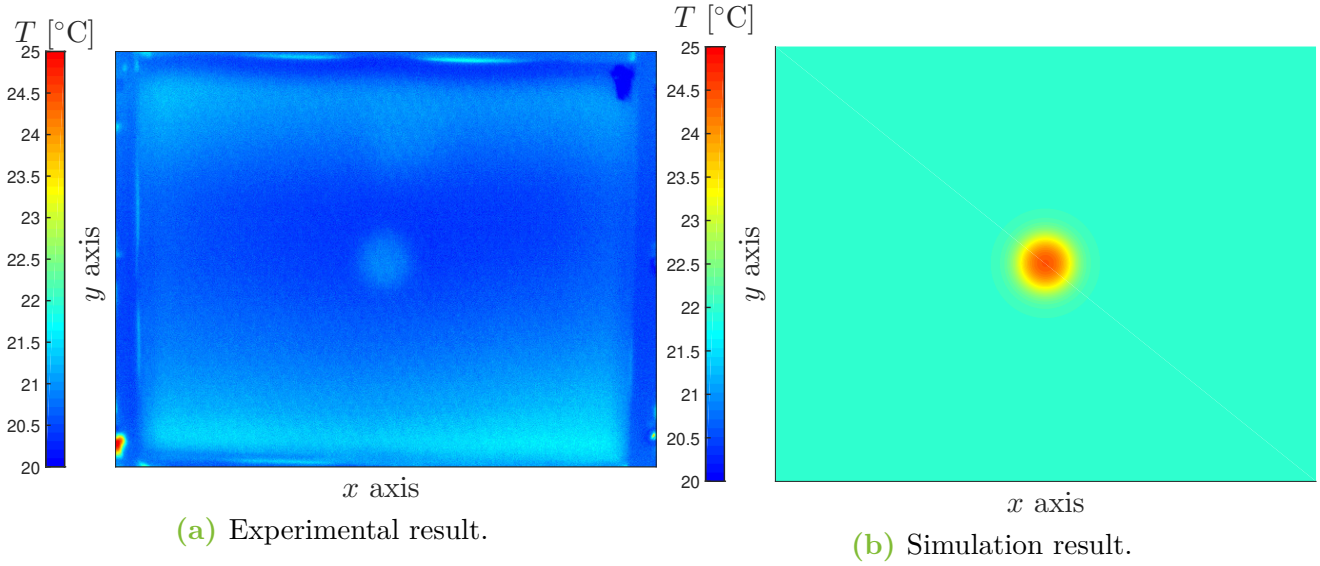 T [°C]
25
24.5
24
23.5
23
22.5
22
21.5
21
20.5
20
y axis
x axis
(a) Experimental result.
T [°C]
25
24.5
24
23.5
23
22.5
22
21.5
21
20.5
20
y axis
x axis
(b) Simulation result.